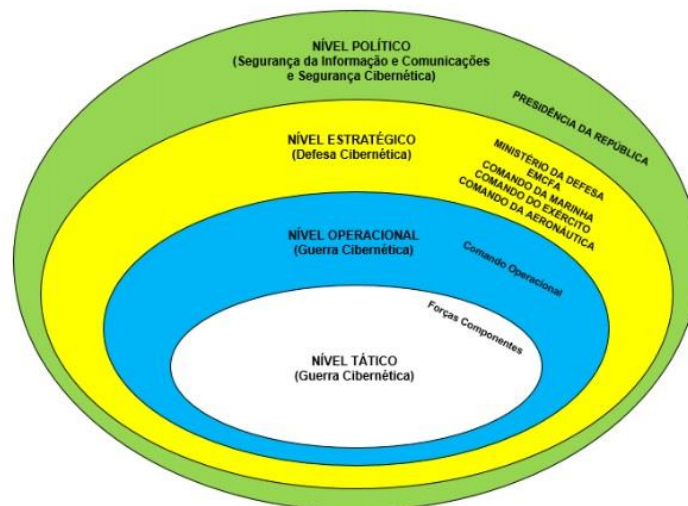 NÍVEL POLÍTICO
(Segurança da Informação e Comunicações
e Segurança Cibernética)
PRESIDÊNCIA DA REPÚBLICA
NÍVEL ESTRATÉGICO
(Defesa Cibernética)
MINISTÉRIO DA DEFESA
EMCFA
COMANDO DA MARINHA
COMANDO DO EXÉRCITO
COMANDO DA AERONÁUTICA
NÍVEL OPERACIONAL
(Guerra Cibernética)
Comando Operacional
Forças Componentes
NÍVEL TÁTICO
(Guerra Cibernética)